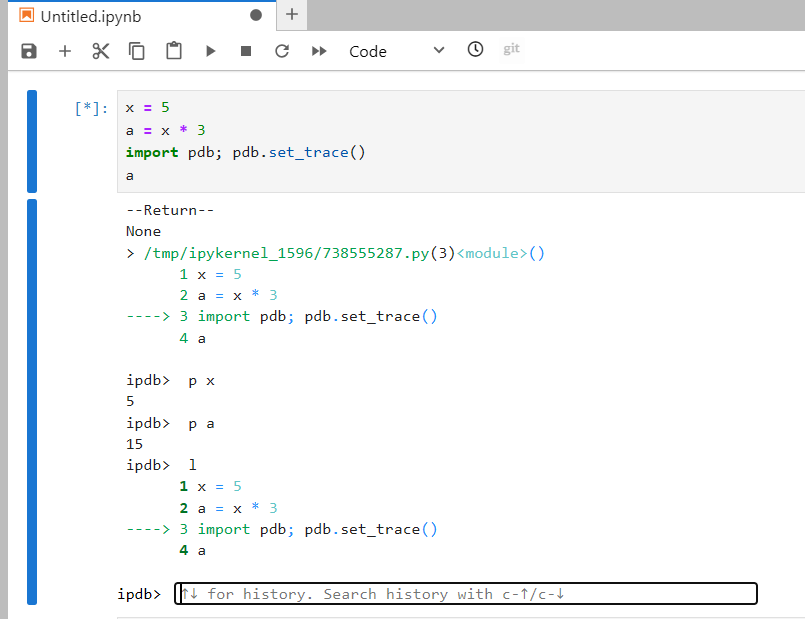 Untitled.ipynb
Code
git
[*]:
x = 5
a = x * 3
import pdb; pdb.set_trace()
a
--Return--
None
> /tmp/ipykernel_1596/738555287.py(3)<module>()
1 x = 5
2 a = x * 3
----> 3 import pdb; pdb.set_trace()
4 a
ipdb>  p x
5
ipdb>  p a
15
ipdb>  l
1 x = 5
2 a = x * 3
----> 3 import pdb; pdb.set_trace()
4 a
ipdb> ↑↓ for history. Search history with c-↑/c-↓